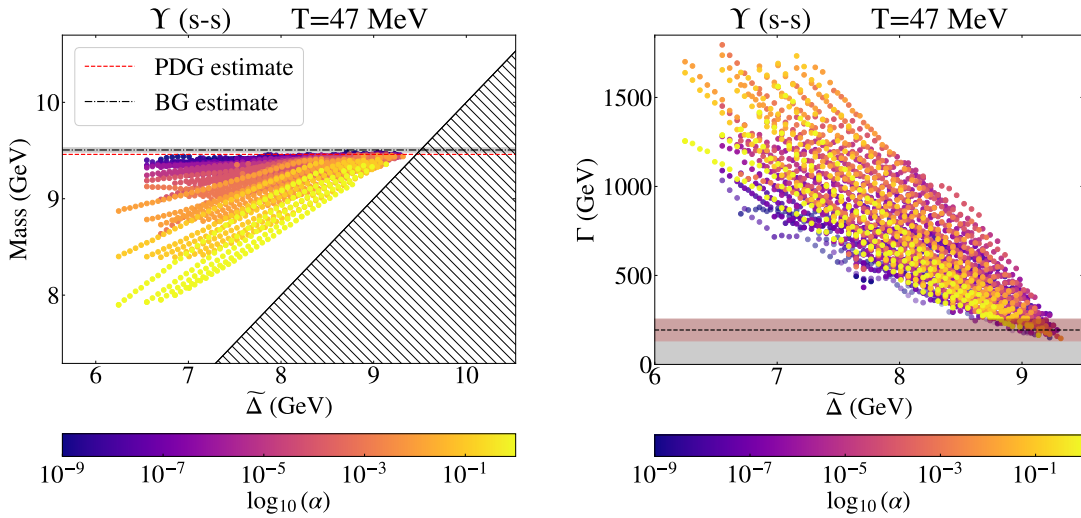 ϒ (s-s) T=47 MeV
PDG estimate
BG estimate
Mass (GeV)
10
9
8
6 7 8 9 10
Δ̃ (GeV)
10⁻⁹ 10⁻⁷ 10⁻⁵ 10⁻³ 10⁻¹
log₁₀(α)
ϒ (s-s) T=47 MeV
Γ (GeV)
1500
1000
500
0
6 7 8 9
Δ̃ (GeV)
10⁻⁹ 10⁻⁷ 10⁻⁵ 10⁻³ 10⁻¹
log₁₀(α)